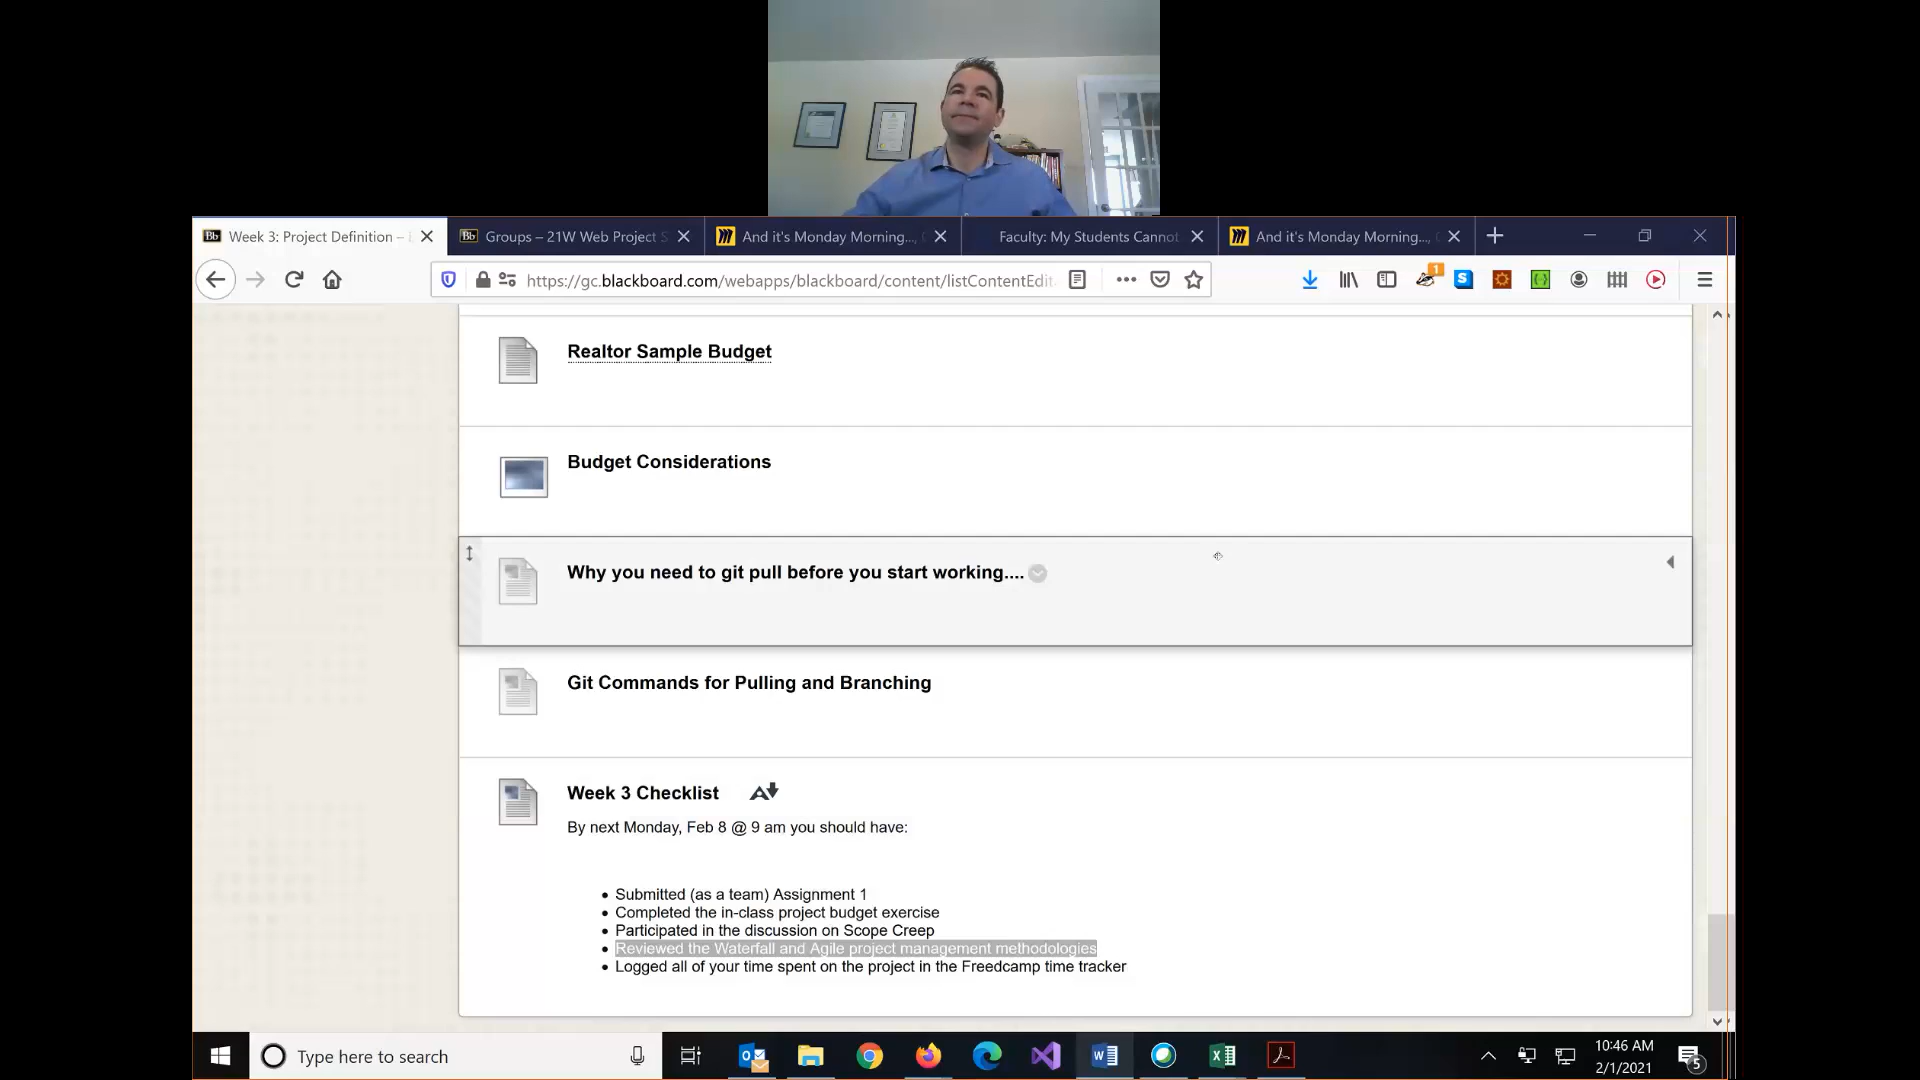 Week 3: Project Definition –
Groups – 21W Web Project S
And it's Monday Morning...,
Faculty: My Students Cannot
And it's Monday Morning...,
https://gc.blackboard.com/webapps/blackboard/content/listContentEdit
1
Realtor Sample Budget
Budget Considerations
Why you need to git pull before you start working....
Git Commands for Pulling and Branching
Week 3 Checklist
By next Monday, Feb 8 @ 9 am you should have:
• Submitted (as a team) Assignment 1
• Completed the in-class project budget exercise
• Participated in the discussion on Scope Creep
• Reviewed the Waterfall and Agile project management methodologies
• Logged all of your time spent on the project in the Freedcamp time tracker
Type here to search
10:46 AM
2/1/2021
5